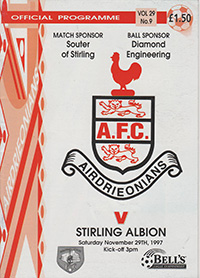 OFFICIAL PROGRAMME
VOL 29
No.9
£1.50
MATCH SPONSOR
Souter
of Stirling
BALL SPONSOR
Diamond
Engineering
A.F.C.
AIRDRIEONIANS
AIRDRIEONIANS
V
STIRLING ALBION
Saturday November 29TH, 1997
Kick-off 3pm
BELL'S